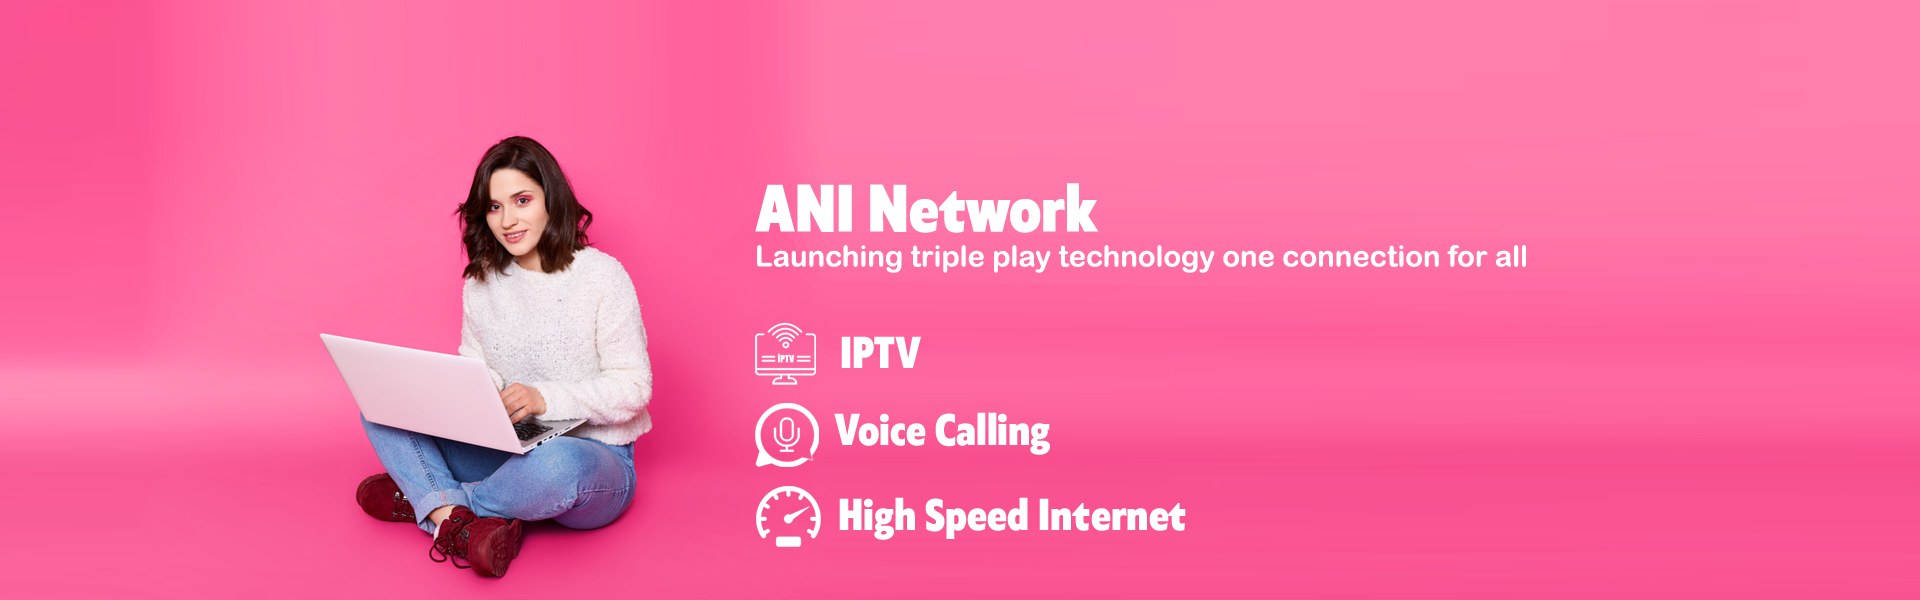 ANI Network
Launching triple play technology one connection for all
iPTV
IPTV
Voice Calling
High Speed Internet